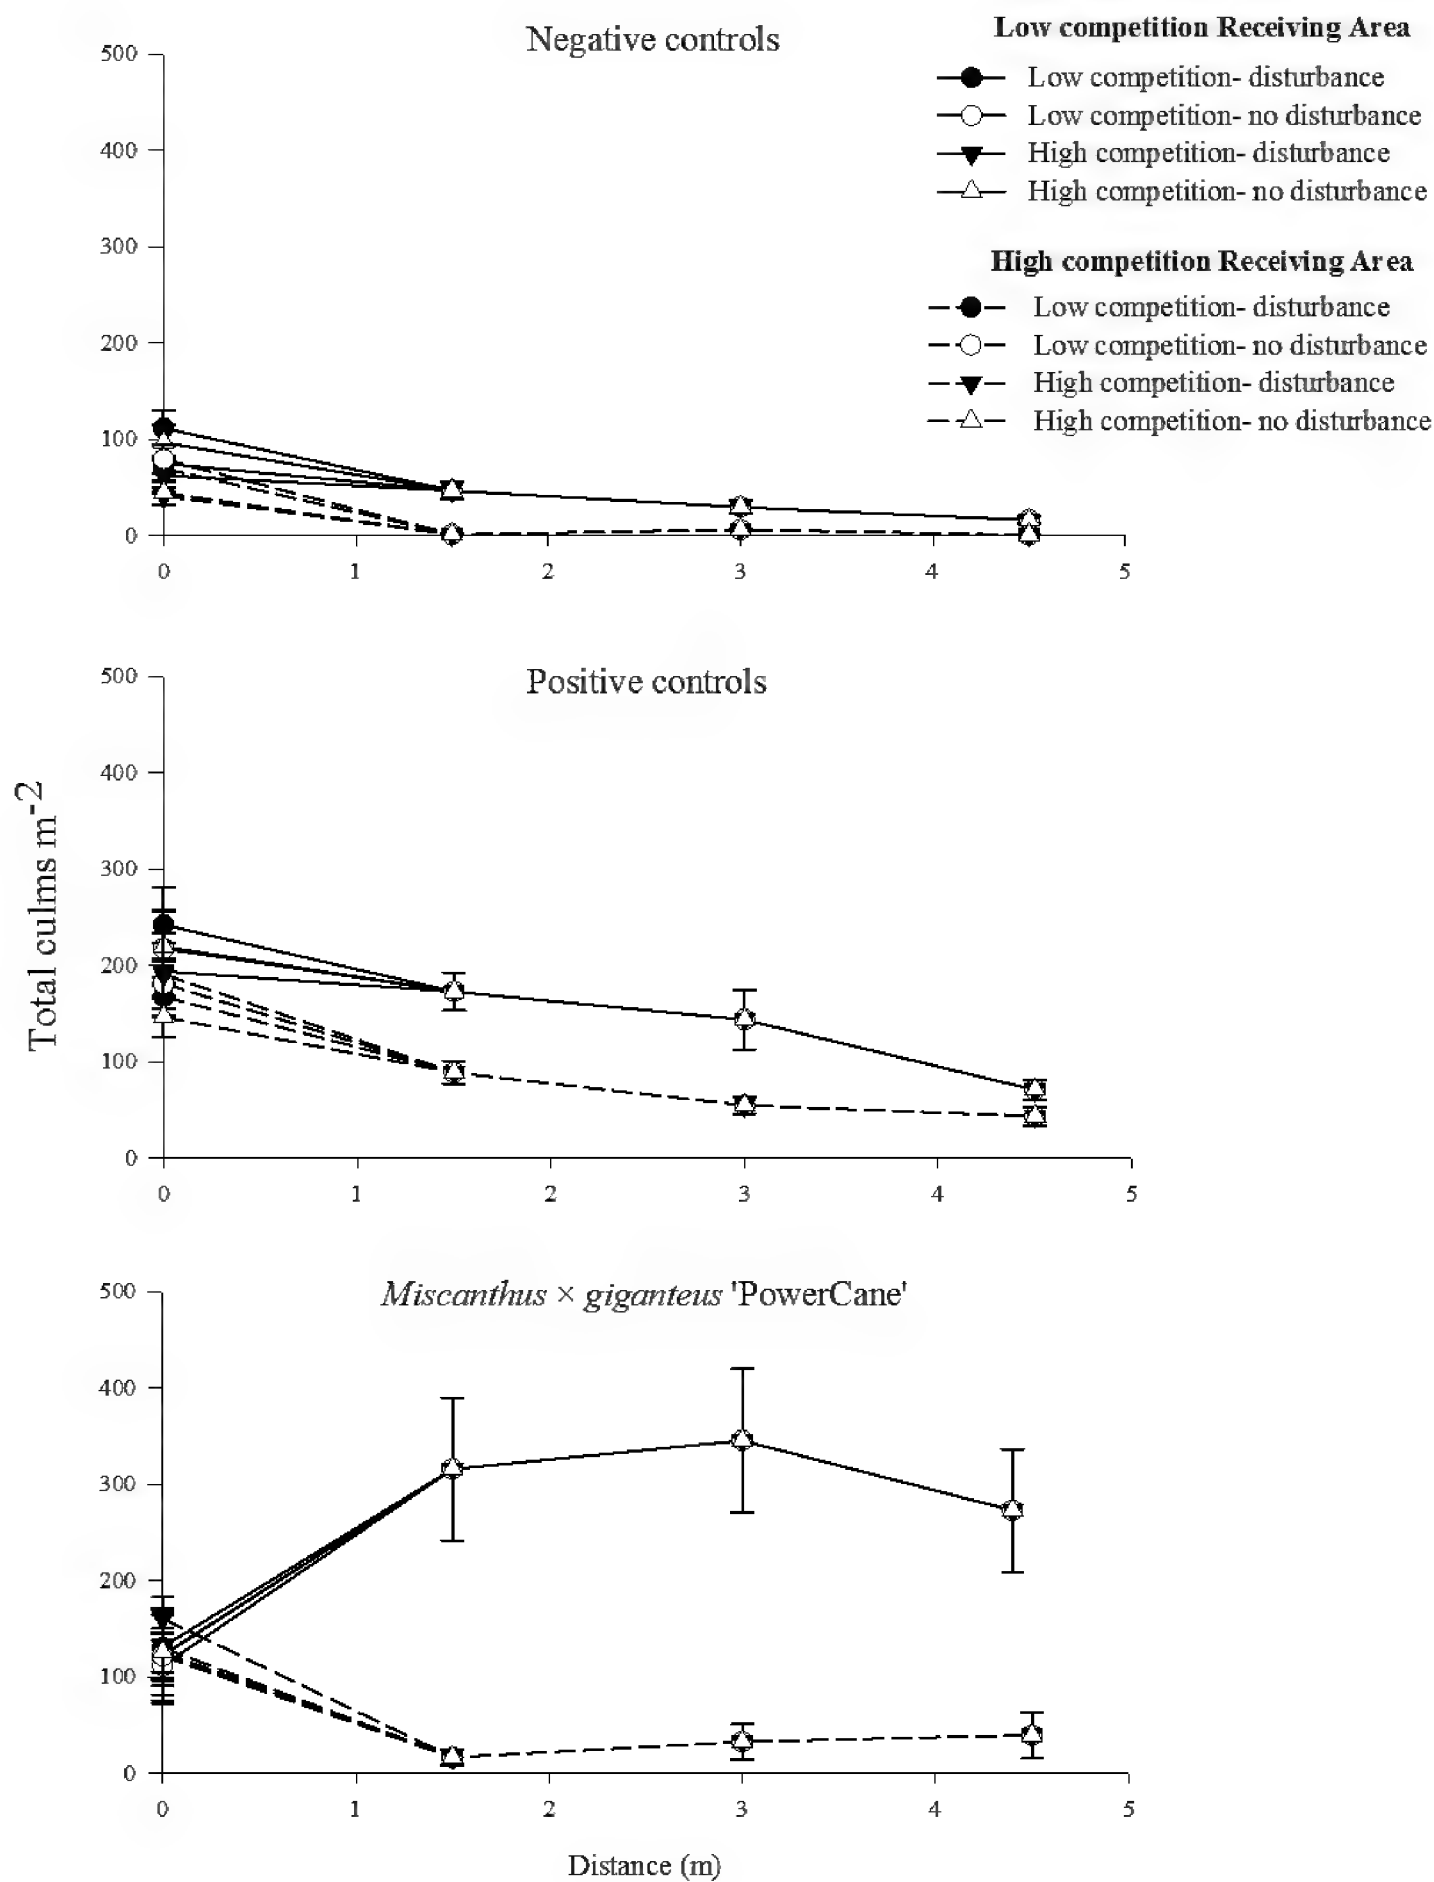 Negative controls
Low competition Receiving Area
Low competition- disturbance
Low competition- no disturbance
High competition- disturbance
High competition- no disturbance
High competition Receiving Area
Low competition- disturbance
Low competition- no disturbance
High competition- disturbance
High competition- no disturbance
500
400
300
200
100
0
0 1 2 3 4 5
Positive controls
500
400
300
200
100
0
0 1 2 3 4 5
Total culms m-2
Miscanthus × giganteus 'PowerCane'
500
400
300
200
100
0
0 1 2 3 4 5
Distance (m)